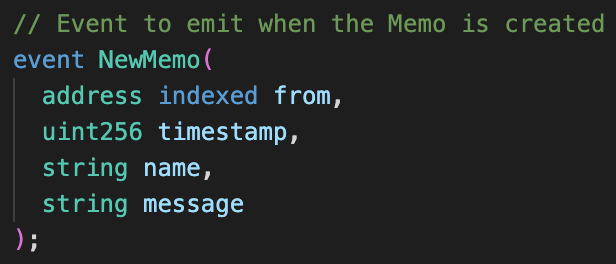 // Event to emit when the Memo is created
event NewMemo(
  address indexed from,
  uint256 timestamp,
  string name,
  string message
);